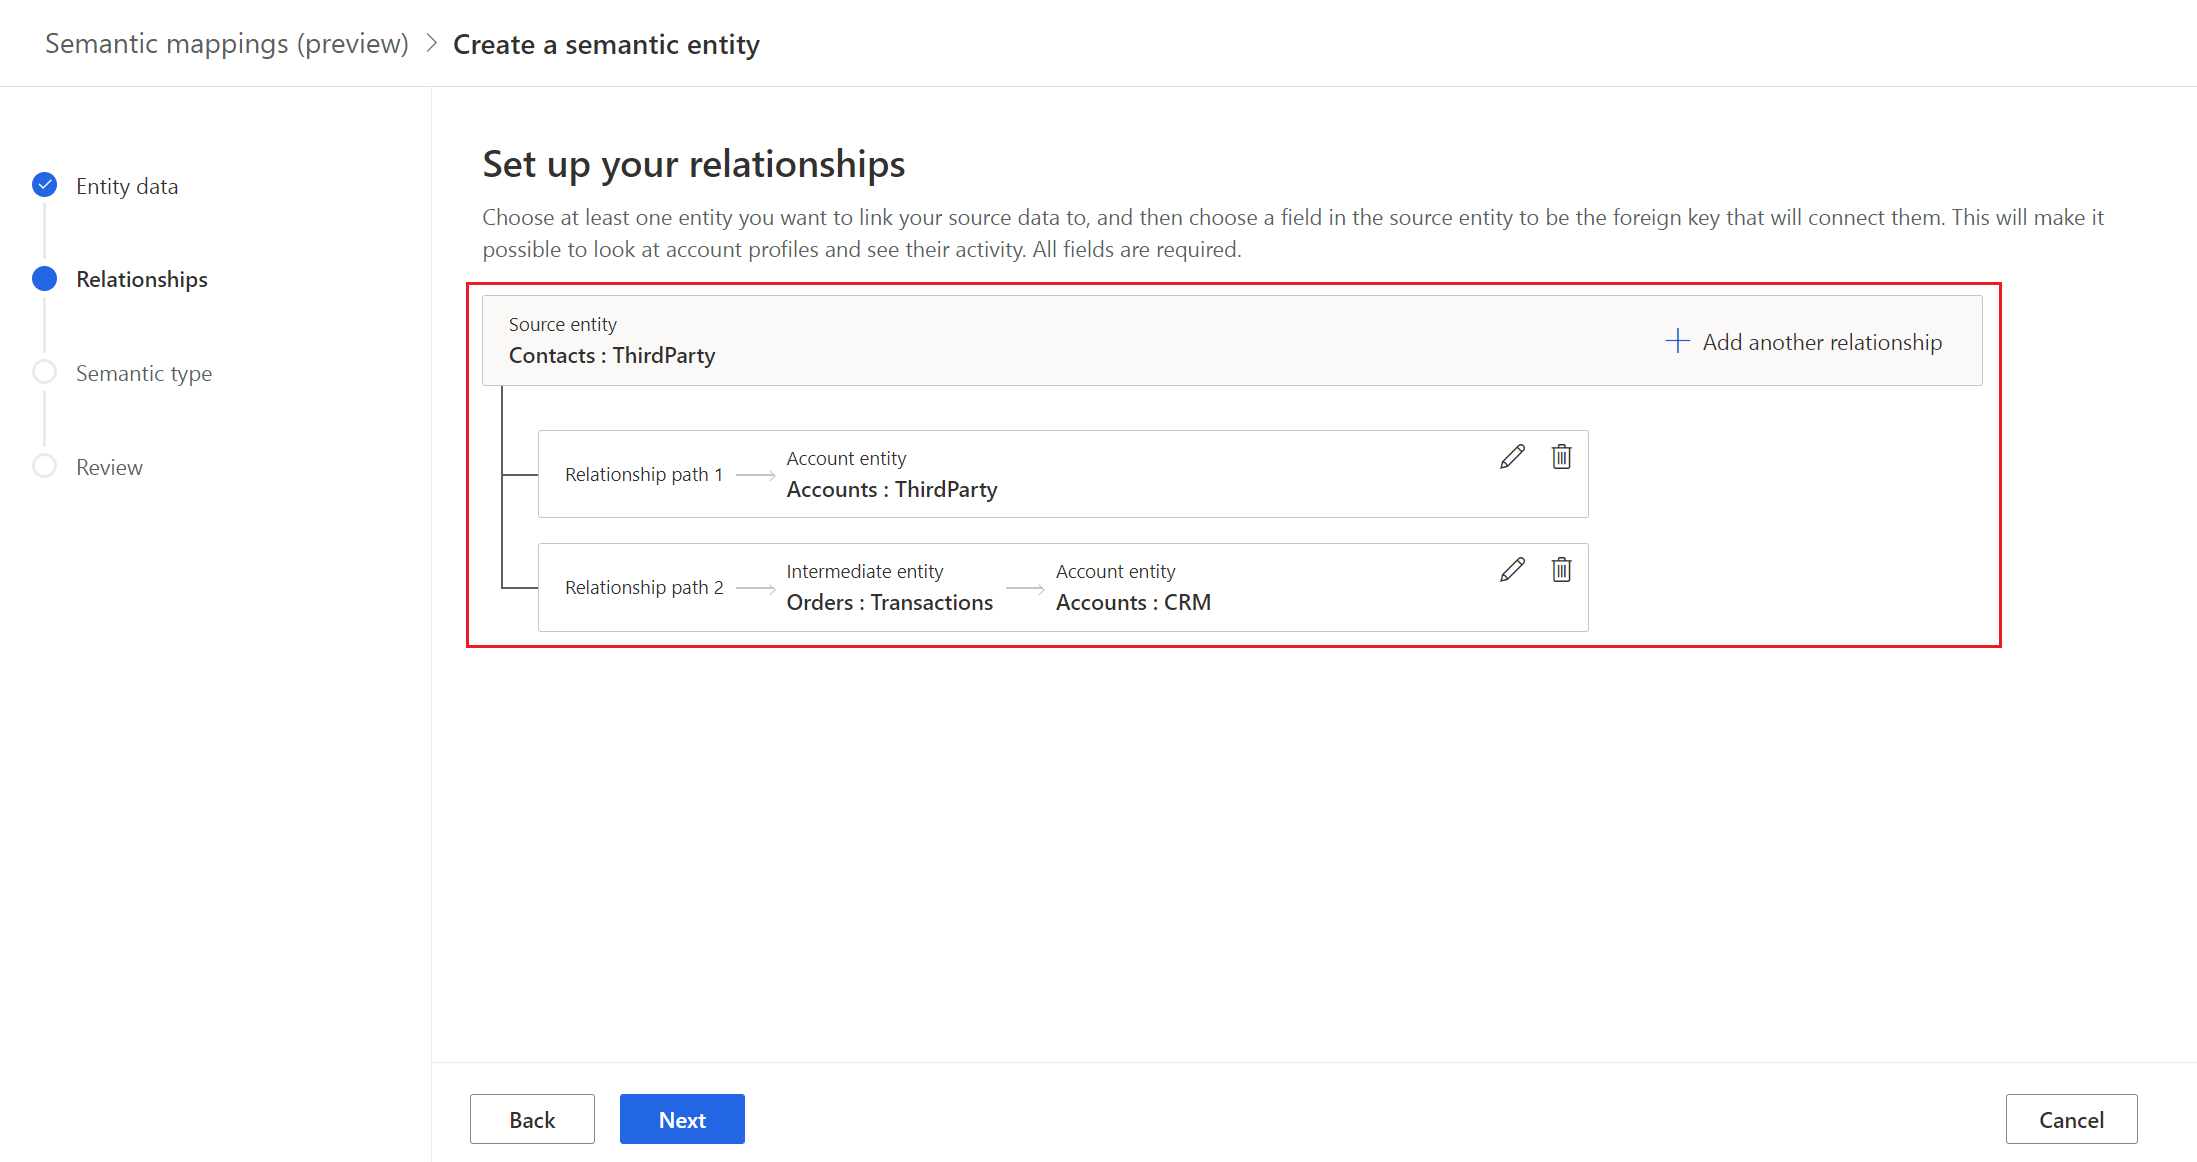 Semantic mappings (preview) > Create a semantic entity
Entity data
Relationships
Semantic type
Review
Set up your relationships
Choose at least one entity you want to link your source data to, and then choose a field in the source entity to be the foreign key that will connect them. This will make it
possible to look at account profiles and see their activity. All fields are required.
Source entity
Contacts : ThirdParty
Add another relationship
Relationship path 1
Account entity
Accounts : ThirdParty
Relationship path 2
Intermediate entity
Orders : Transactions
Account entity
Accounts : CRM
Back
Next
Cancel